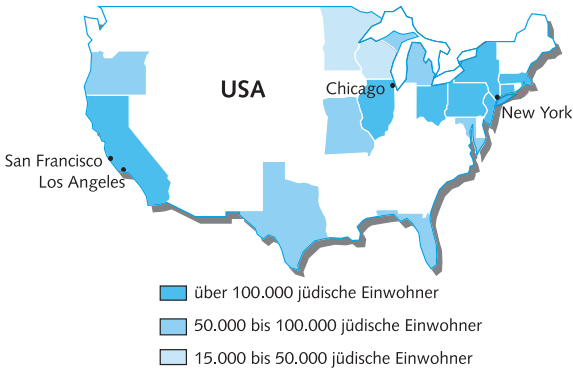 USA
Chicago
New York
San Francisco
Los Angeles
über 100.000 jüdische Einwohner
50.000 bis 100.000 jüdische Einwohner
15.000 bis 50.000 jüdische Einwohner